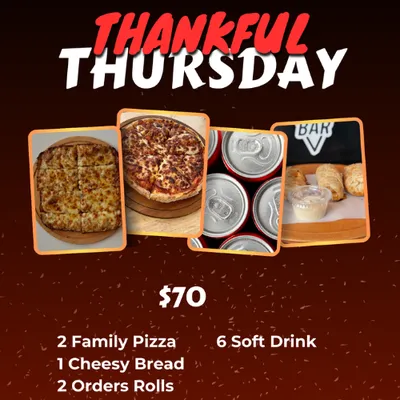 THANKFUL
THURSDAY
BAR
V
$70
2 Family Pizza
6 Soft Drink
1 Cheesy Bread
2 Orders Rolls